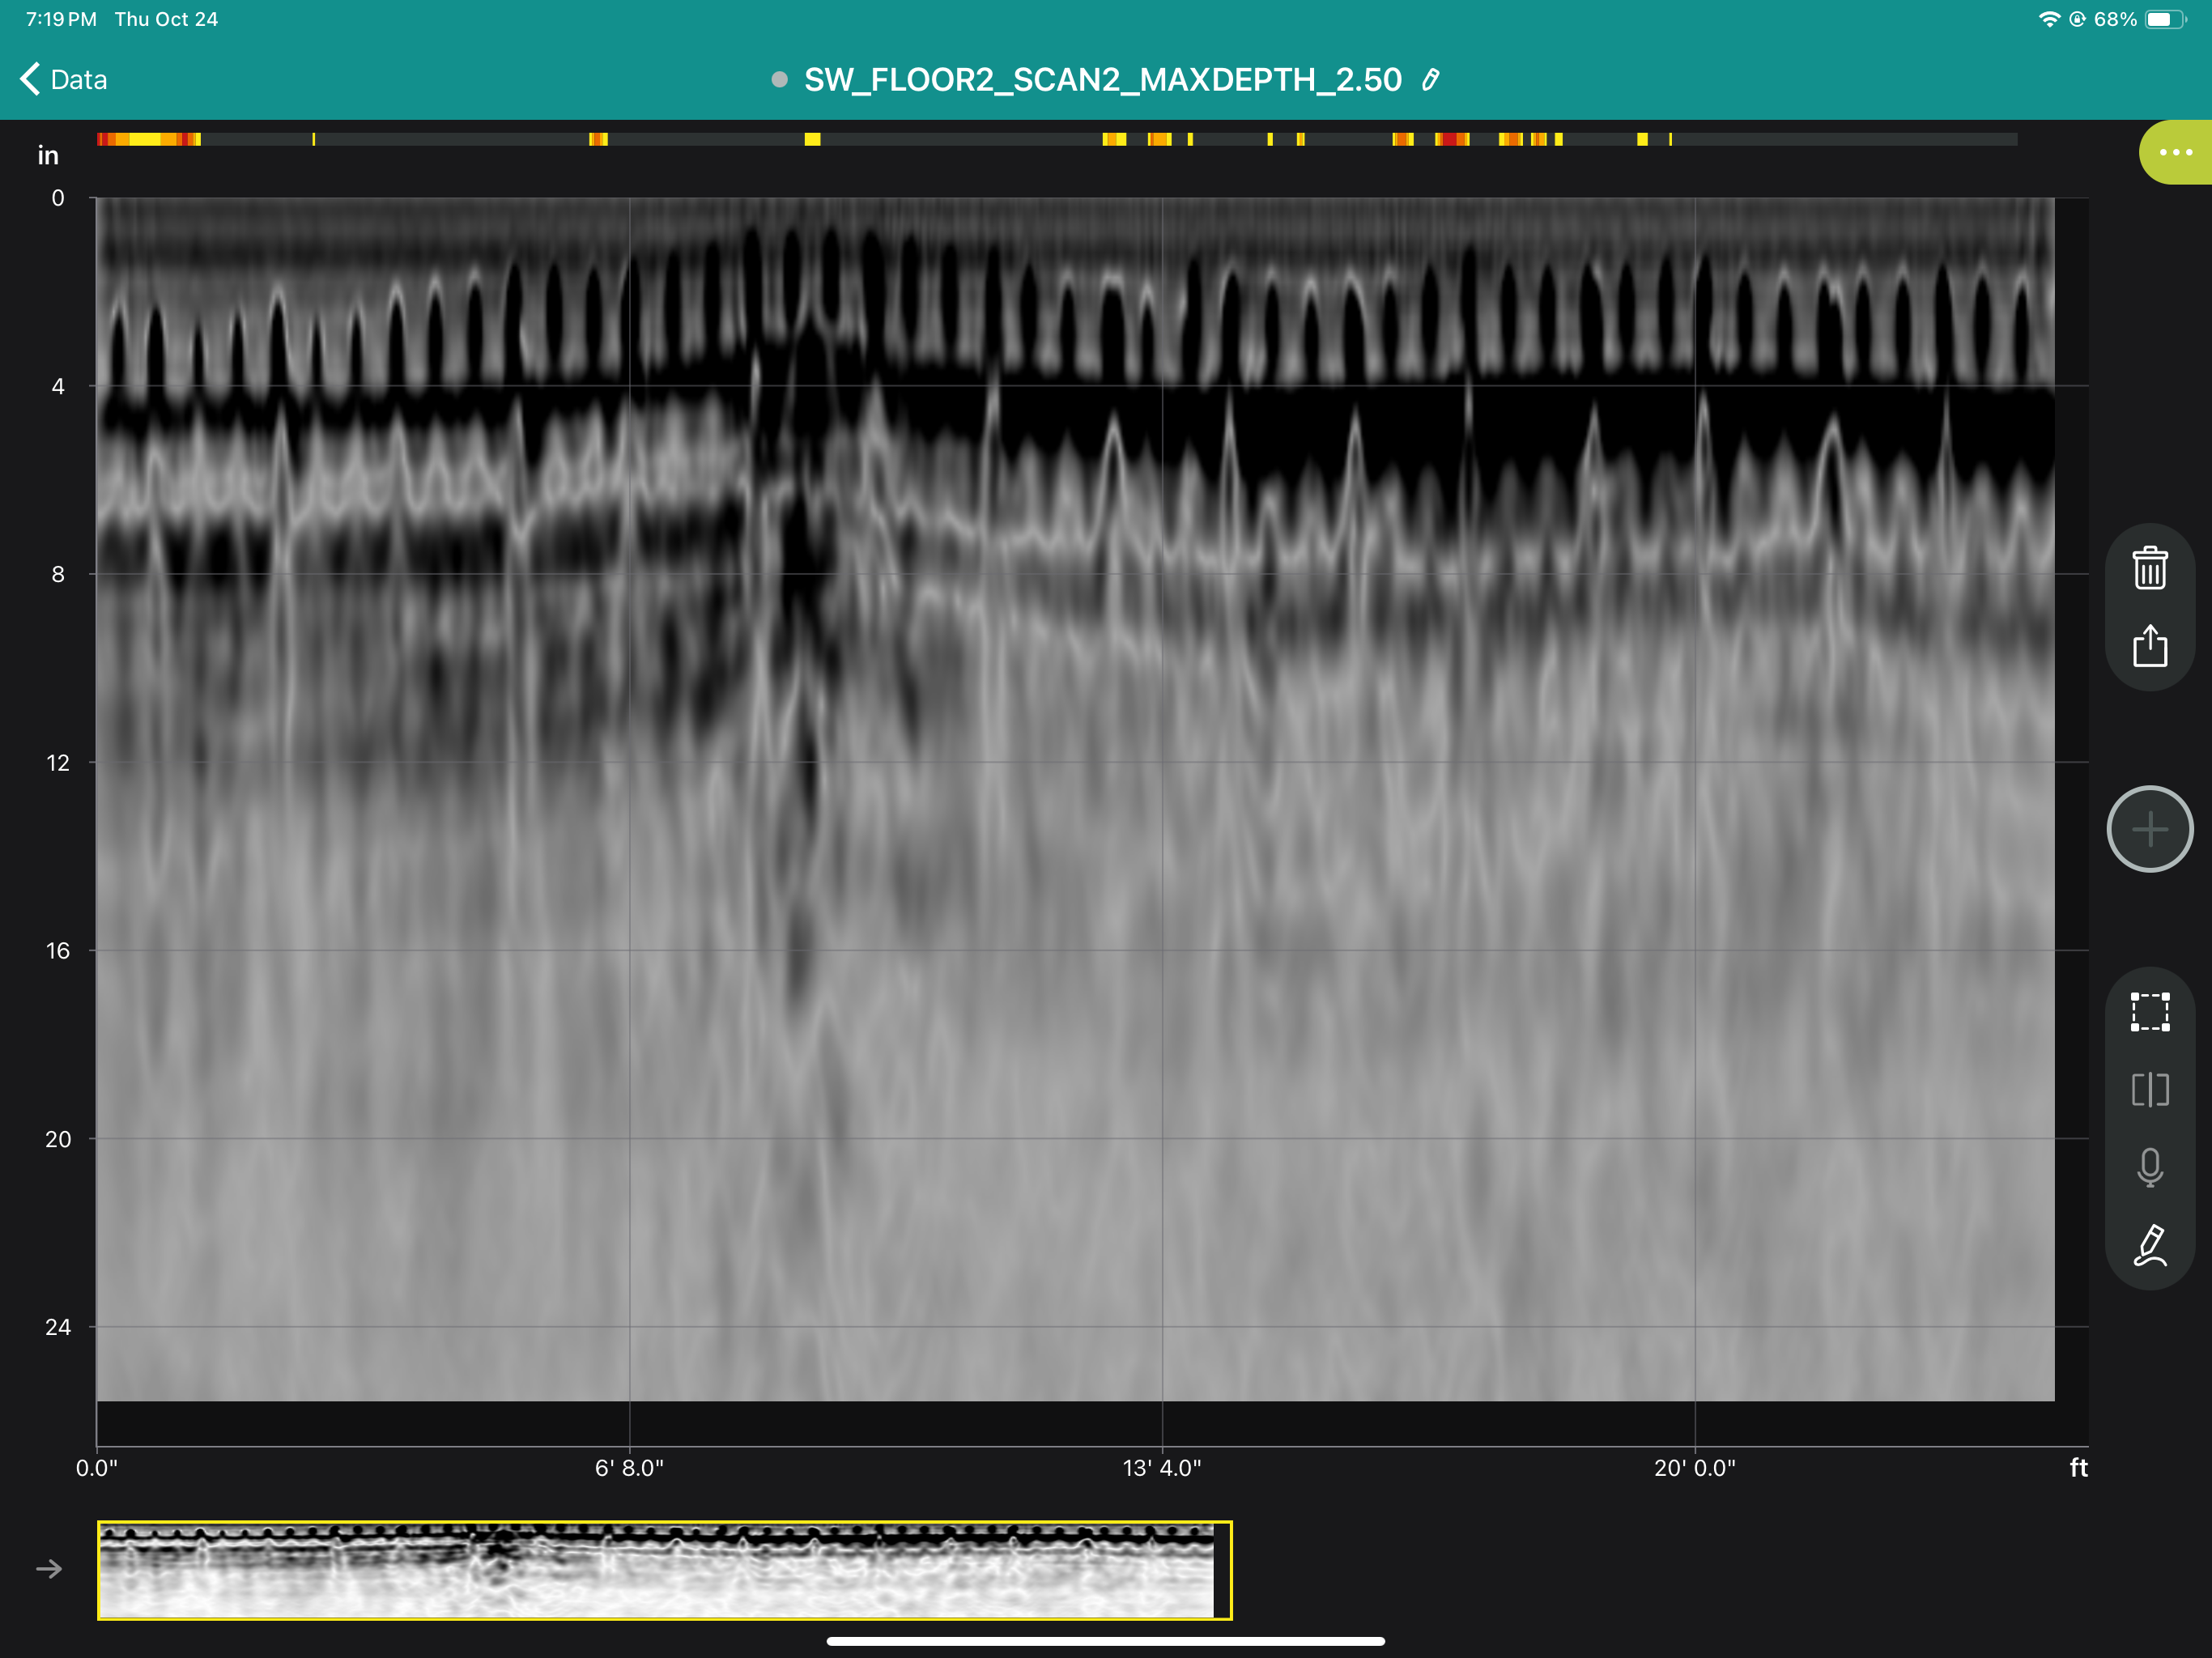 7:19 PM Thu Oct 24
68%
Data
SW_FLOOR2_SCAN2_MAXDEPTH_2.50
in
0
4
8
12
16
20
24
0.0" 6' 8.0" 13' 4.0" 20' 0.0" ft